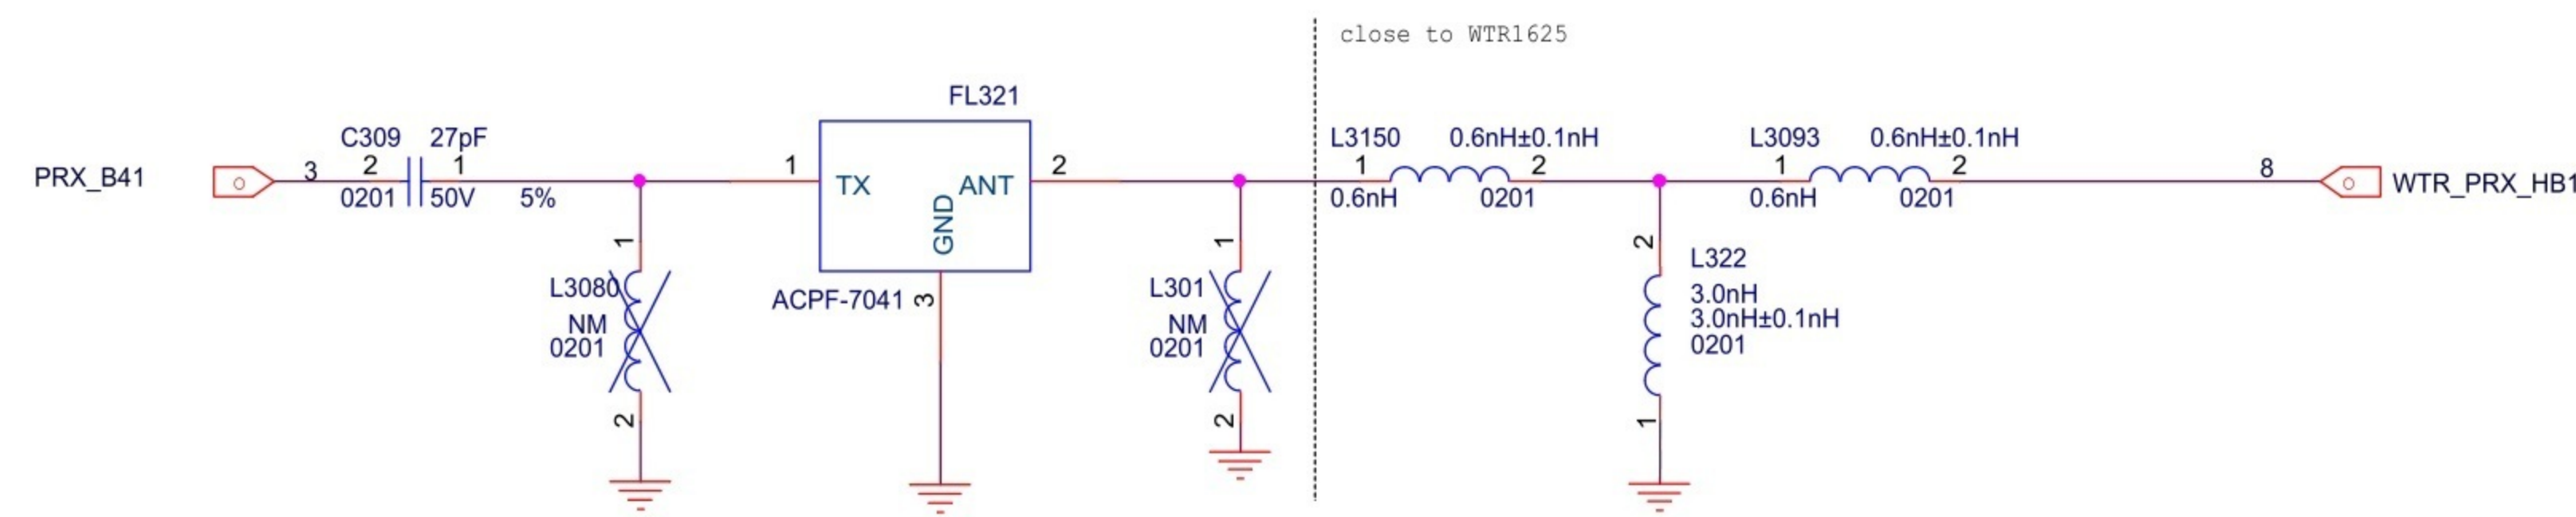 close to WTR1625
FL321
C309 27pF
L3150 0.6nH±0.1nH
L3093 0.6nH±0.1nH
PRX_B41
3 2 1
1 2
1 2
1 2
8
WTR_PRX_HB1
0201 50V 5%
TX ANT
GND
0.6nH 0201
0.6nH 0201
1
1
2
L3080
NM
0201
2
ACPF-7041 3
L301
NM
0201
2
L322
3.0nH
3.0nH±0.1nH
0201
1